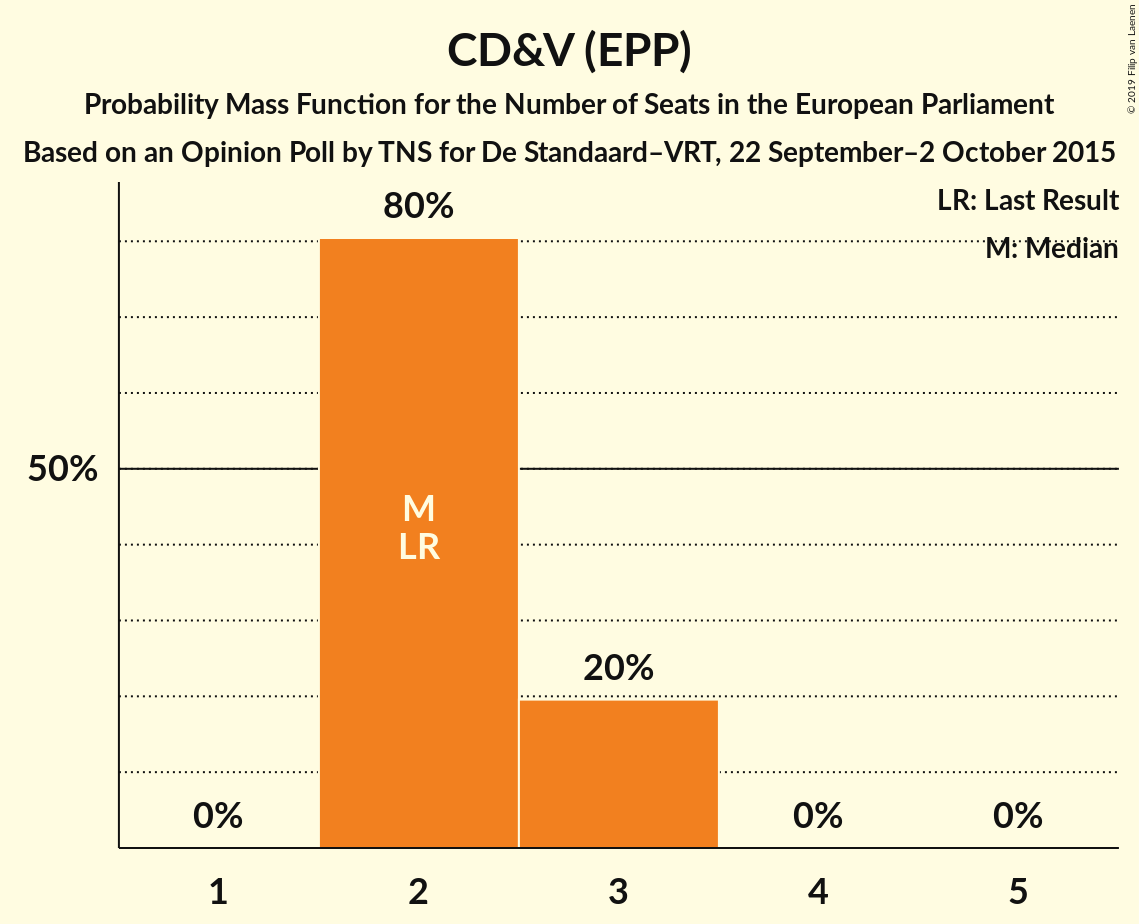 CD&V (EPP)
Probability Mass Function for the Number of Seats in the European Parliament
Based on an Opinion Poll by TNS for De Standaard–VRT, 22 September–2 October 2015
© 2019 Filip van Laenen
LR: Last Result
M: Median
80%
50%
M
LR
20%
0%
0%
0%
1
2
3
4
5